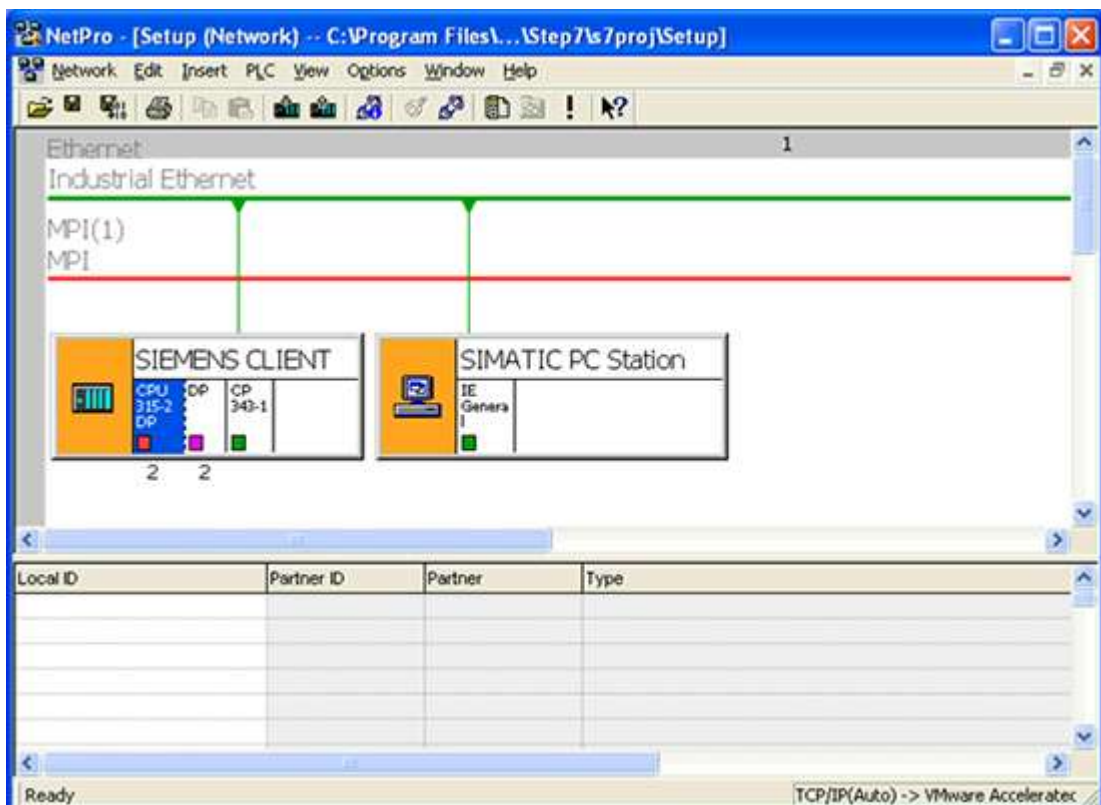 NetPro - [Setup (Network) -- C:\Program Files\...\Step7\s7proj\Setup]
Network Edit Insert PLC View Options Window Help
Ethernet
1
Industrial Ethernet
MPI(1)
MPI
SIEMENS CLIENT
CPU
315-2
DP
DP
CP
343-1
2
2
SIMATIC PC Station
IE
Genera
l
Local ID Partner ID Partner Type
Ready
TCP/IP(Auto) -> VMware Acceleratec